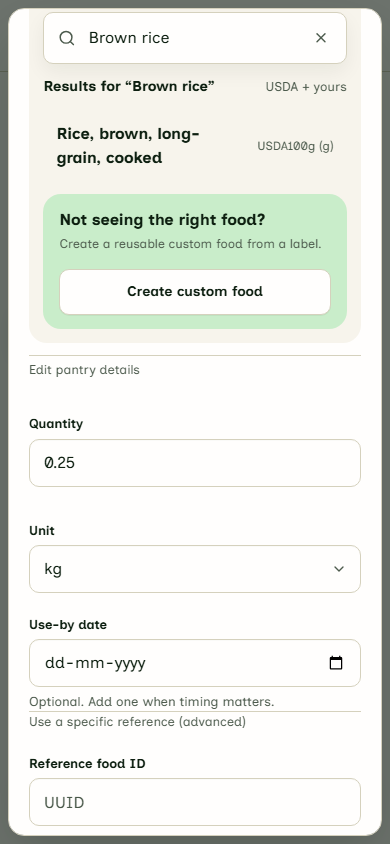 Brown rice
Results for “Brown rice”
USDA + yours
Rice, brown, long-
grain, cooked
USDA100g (g)
Not seeing the right food?
Create a reusable custom food from a label.
Create custom food
Edit pantry details
Quantity
0.25
Unit
kg
Use-by date
dd-mm-yyyy
Optional. Add one when timing matters.
Use a specific reference (advanced)
Reference food ID
UUID